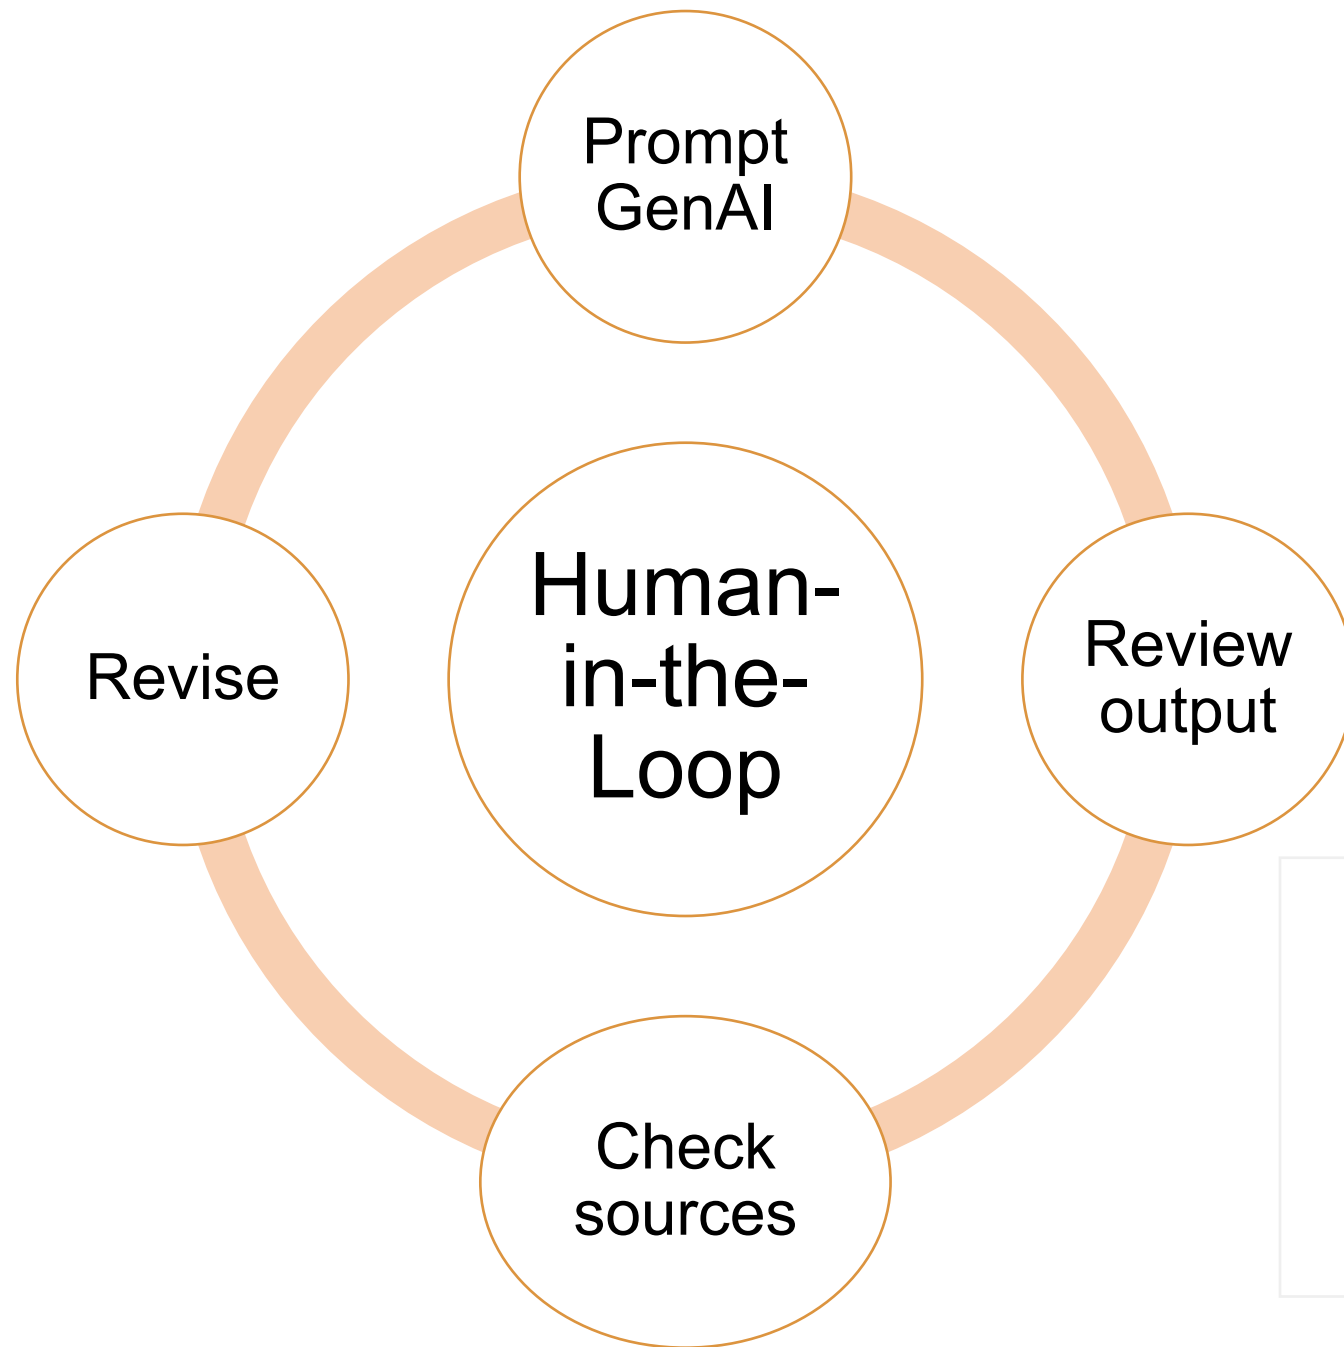 Prompt
GenAI
Human-
in-the-
Loop
Revise
Review
output
Check
sources